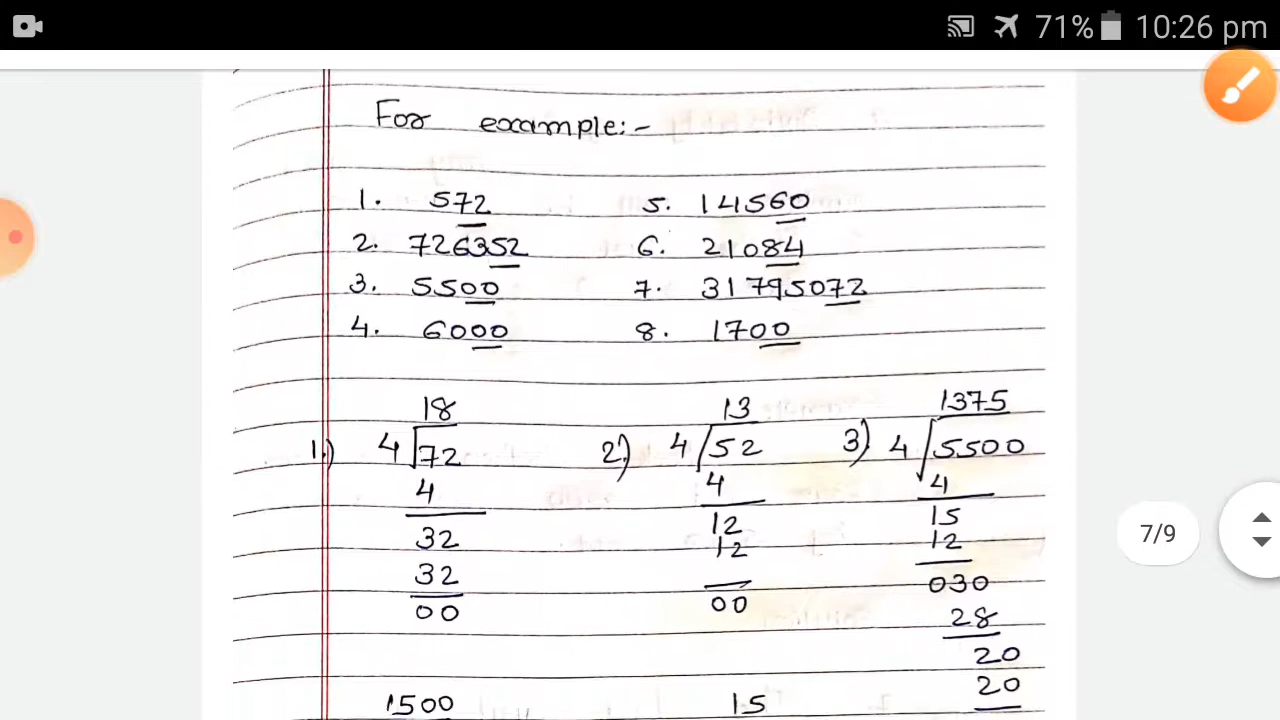 71% 10:26 pm
For example:-
1. 572 5. 14560
2. 726352 6. 21084
3. 5500 7. 31795072
4. 6000 8. 1700
18 13 1375
1.) 4 72 2.) 4 52 3) 4 5500
4 4 4
32 12 15
32 12 12
00 00 030
28
20
1500 15 20
7/9